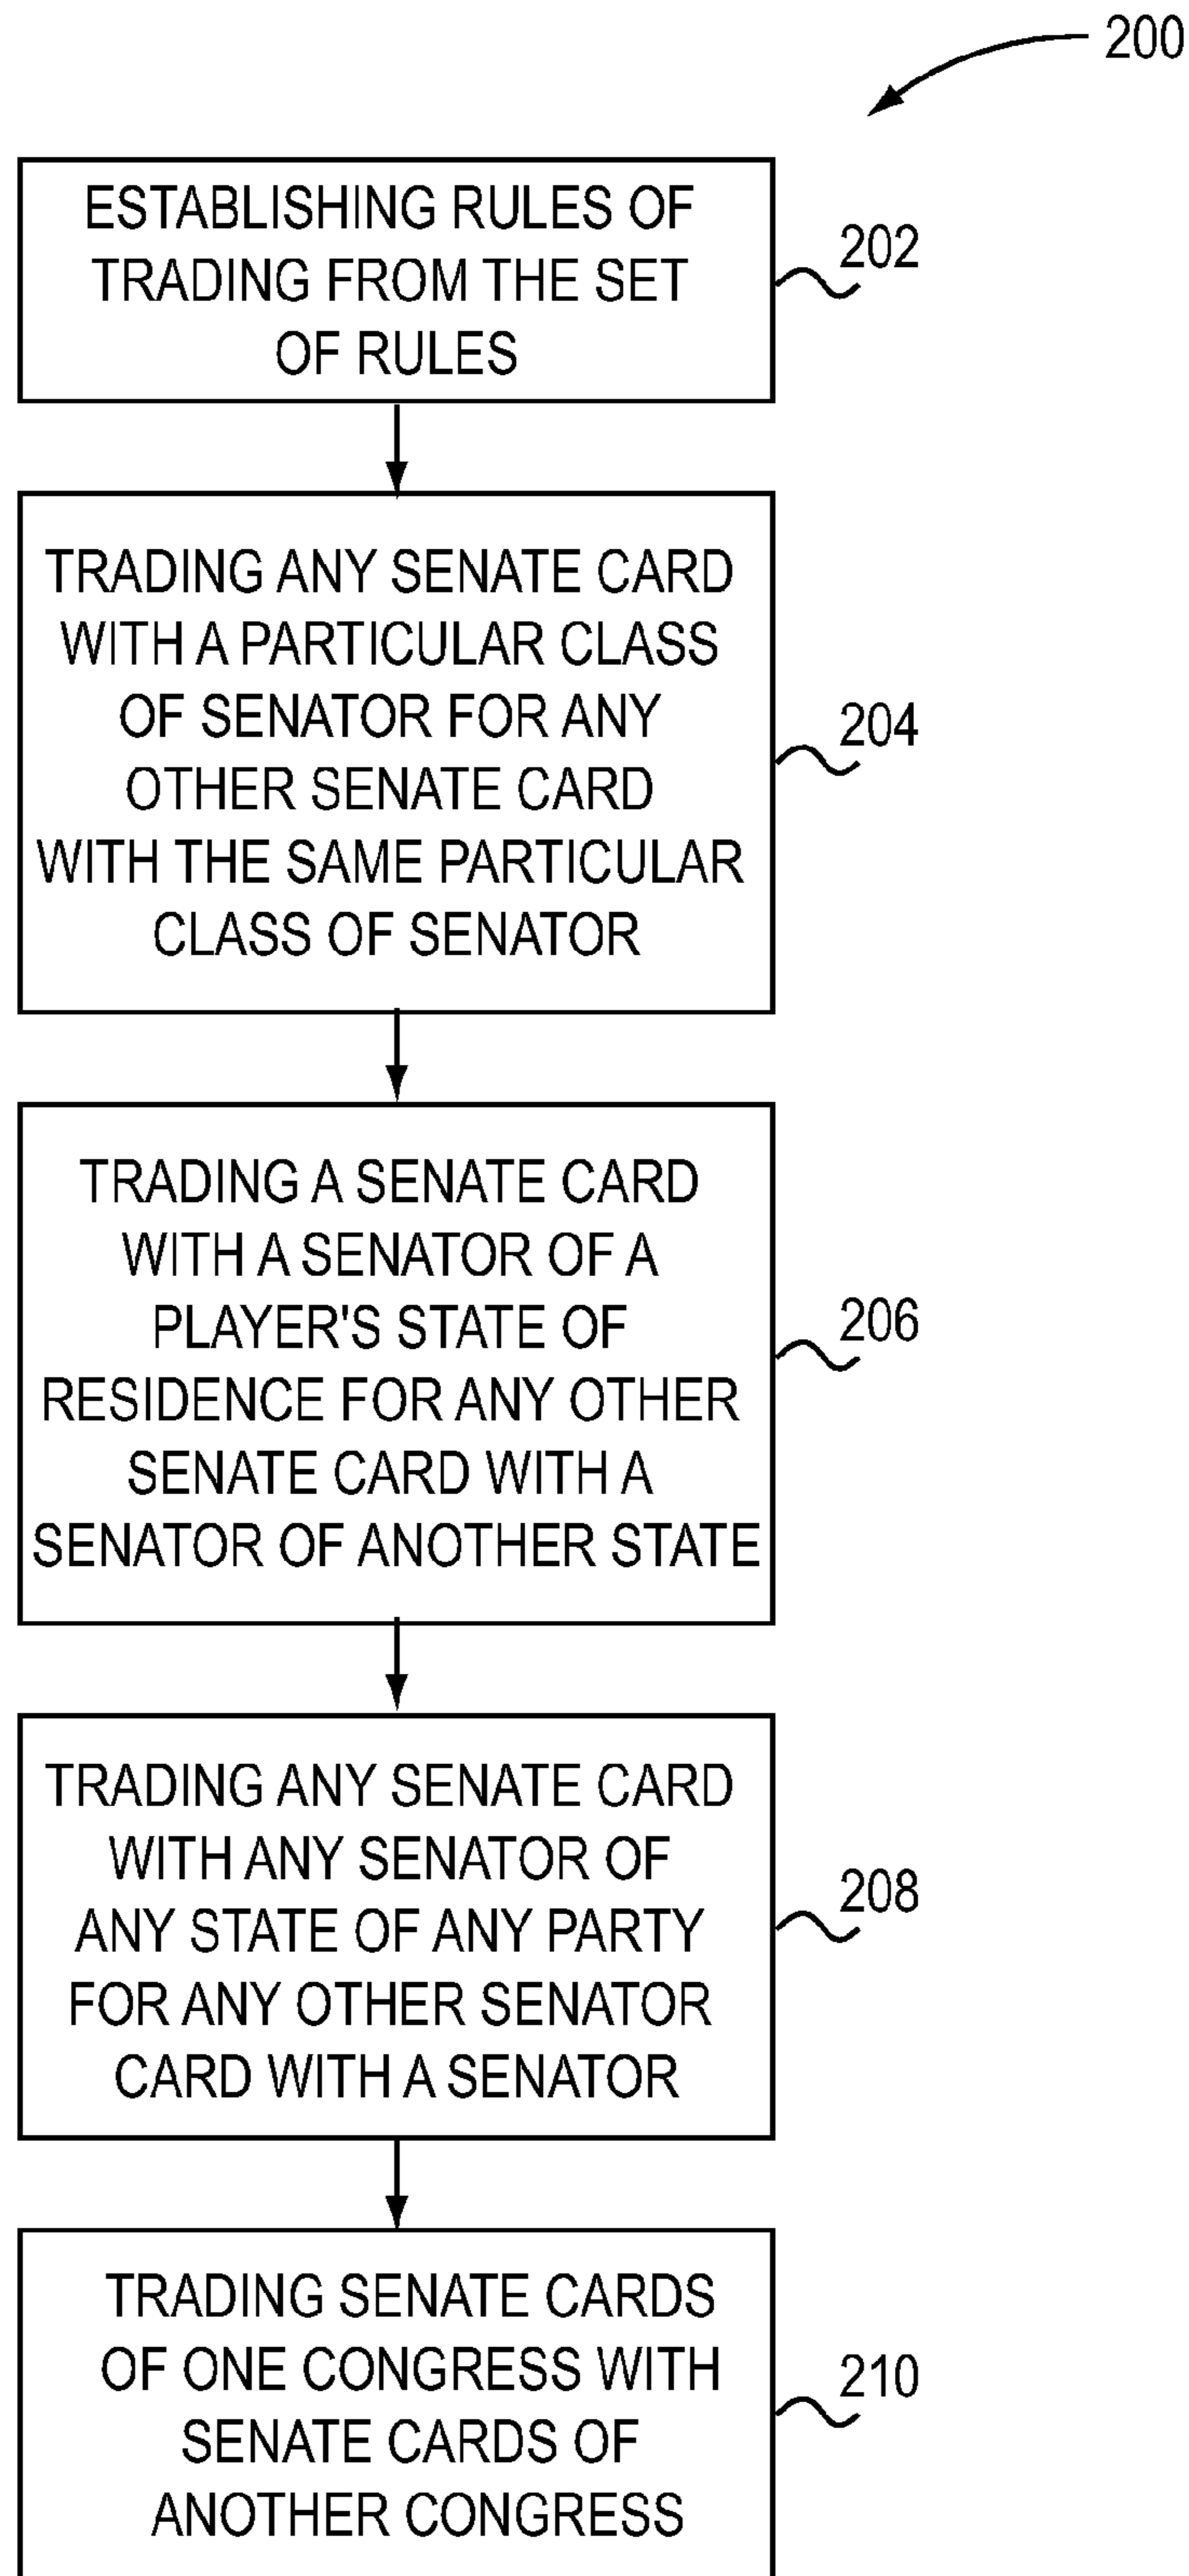 200
ESTABLISHING RULES OF
TRADING FROM THE SET
OF RULES
202
TRADING ANY SENATE CARD
WITH A PARTICULAR CLASS
OF SENATOR FOR ANY
OTHER SENATE CARD
WITH THE SAME PARTICULAR
CLASS OF SENATOR
204
TRADING A SENATE CARD
WITH A SENATOR OF A
PLAYER'S STATE OF
RESIDENCE FOR ANY OTHER
SENATE CARD WITH A
SENATOR OF ANOTHER STATE
206
TRADING ANY SENATE CARD
WITH ANY SENATOR OF
ANY STATE OF ANY PARTY
FOR ANY OTHER SENATOR
CARD WITH A SENATOR
208
TRADING SENATE CARDS
OF ONE CONGRESS WITH
SENATE CARDS OF
ANOTHER CONGRESS
210